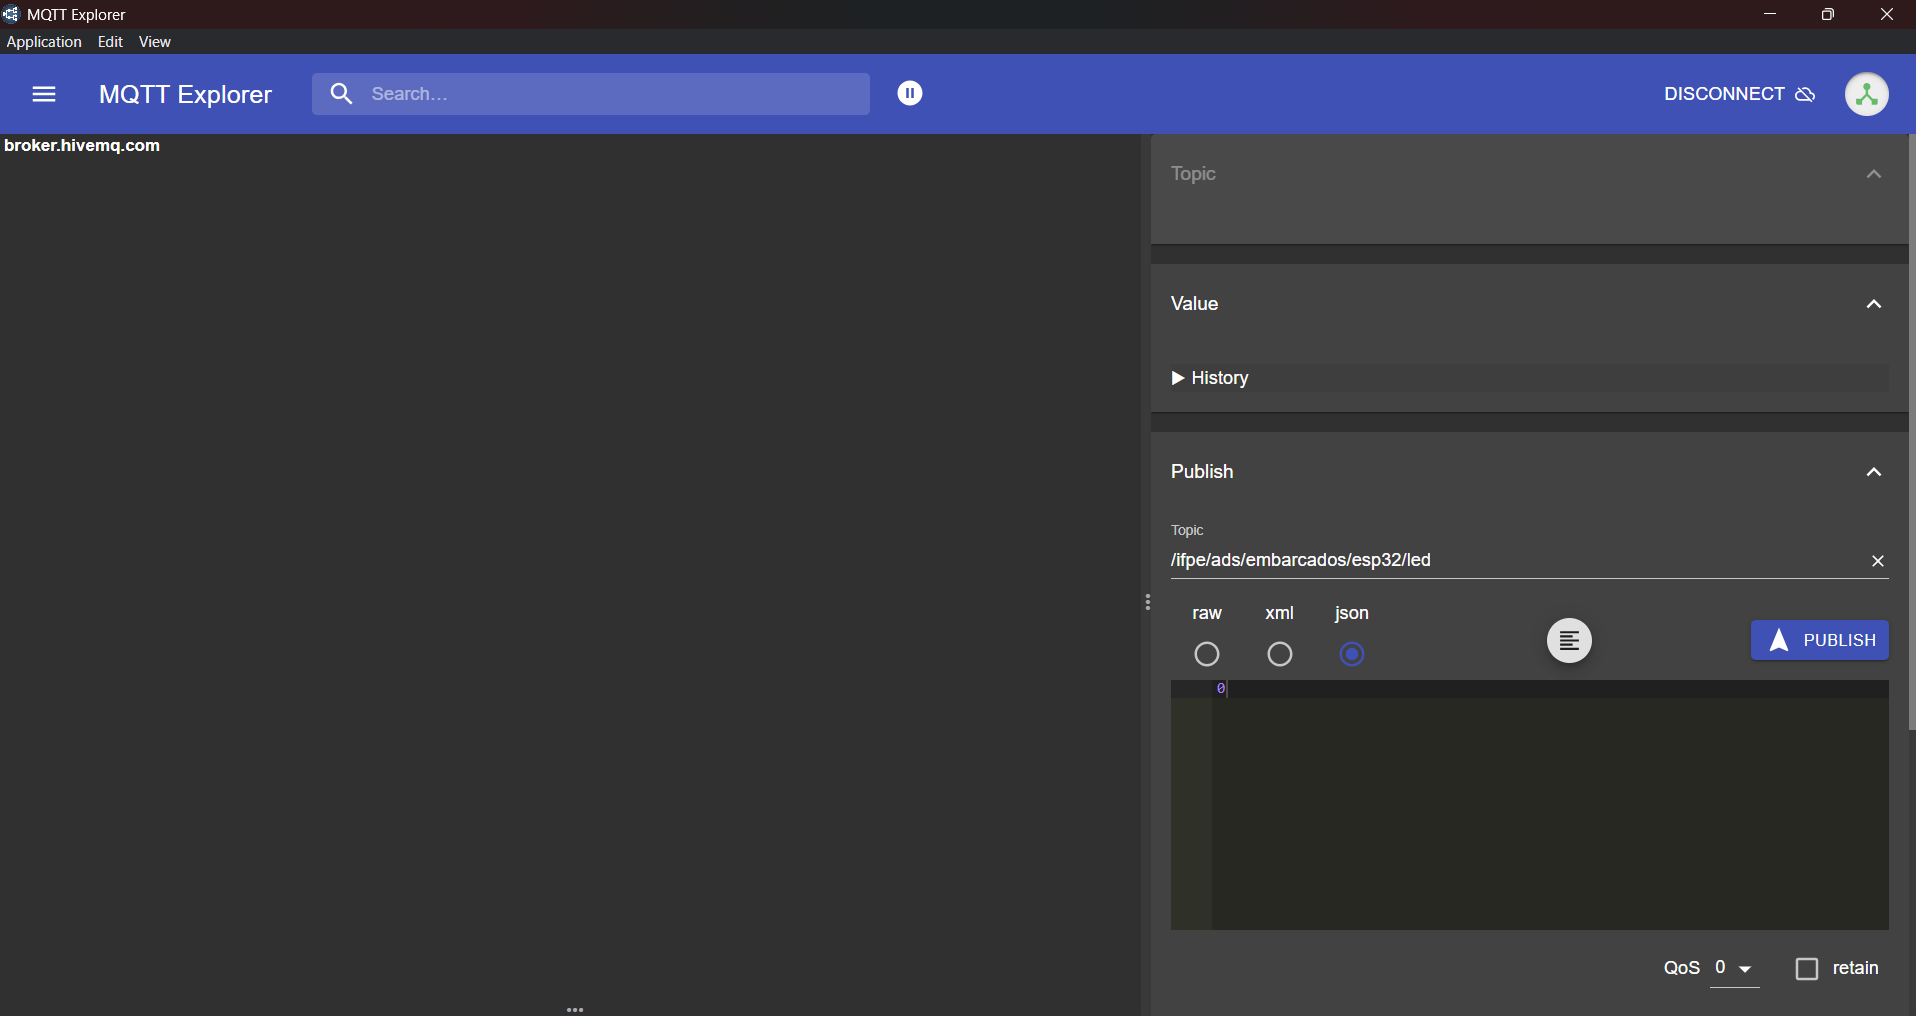 MQTT Explorer
Application Edit View
MQTT Explorer Search... DISCONNECT
broker.hivemq.com
Topic
Value
History
Publish
Topic
/ifpe/ads/embarcados/esp32/led
raw xml json
PUBLISH
0
QoS 0 retain